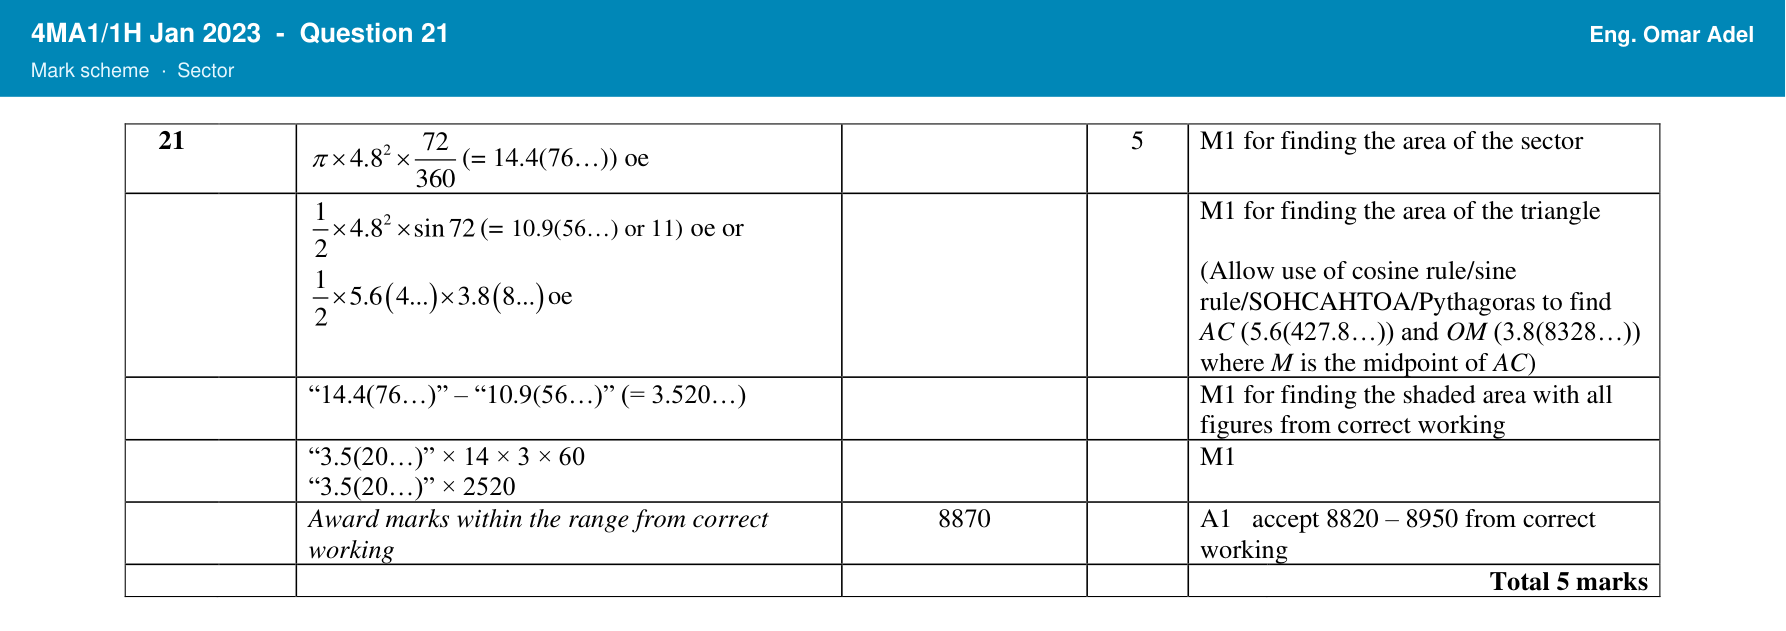 4MA1/1H Jan 2023 - Question 21
Eng. Omar Adel
Mark scheme · Sector
21
π × 4.8² × 72/360 (= 14.4(76…)) oe
5
M1 for finding the area of the sector
1/2 × 4.8² × sin 72 (= 10.9(56…) or 11) oe or
1/2 × 5.6(4...) × 3.8(8...) oe
M1 for finding the area of the triangle
(Allow use of cosine rule/sine
rule/SOHCAHTOA/Pythagoras to find
AC (5.6(427.8…)) and OM (3.8(8328…))
where M is the midpoint of AC)
“14.4(76…)” – “10.9(56…)” (= 3.520…)
M1 for finding the shaded area with all
figures from correct working
“3.5(20…)” × 14 × 3 × 60
“3.5(20…)” × 2520
M1
Award marks within the range from correct
working
8870
A1 accept 8820 – 8950 from correct
working
Total 5 marks